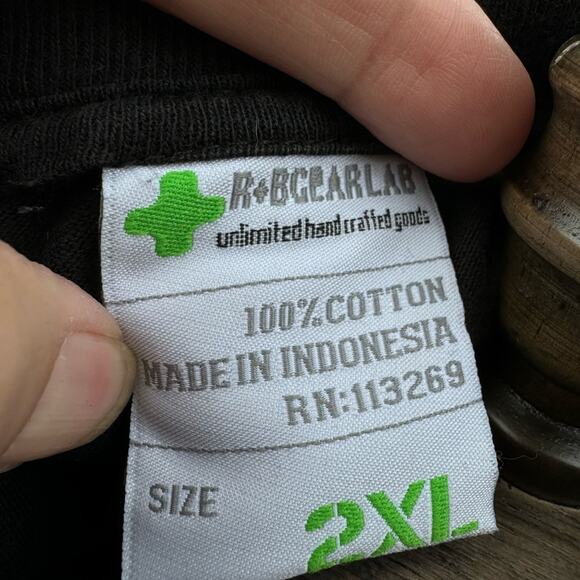 R+BGEARLAB
unlimited hand crafted goods
100%COTTON
MADE IN INDONESIA
RN:113269
SIZE 2XL